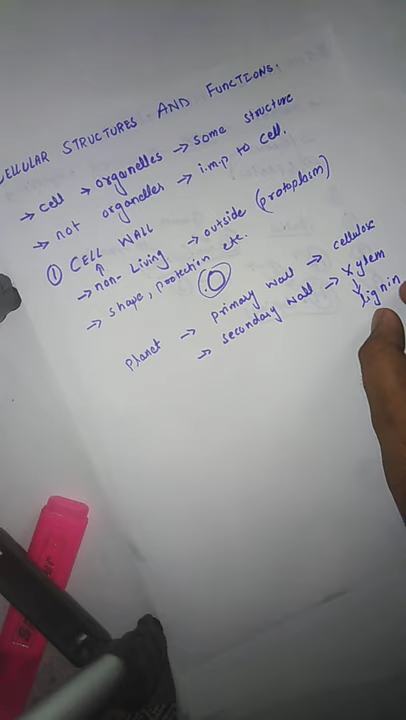 CELLULAR STRUCTURES AND FUNCTIONS.
→ cell → organelles → some structure
→ not organelles → i.m.p to cell.
① CELL WALL
→ non-Living → outside (protoplasm)
→ shape, protection etc.
planet → primary wall → cellulose
→ secondary wall → xylem
↓
lignin